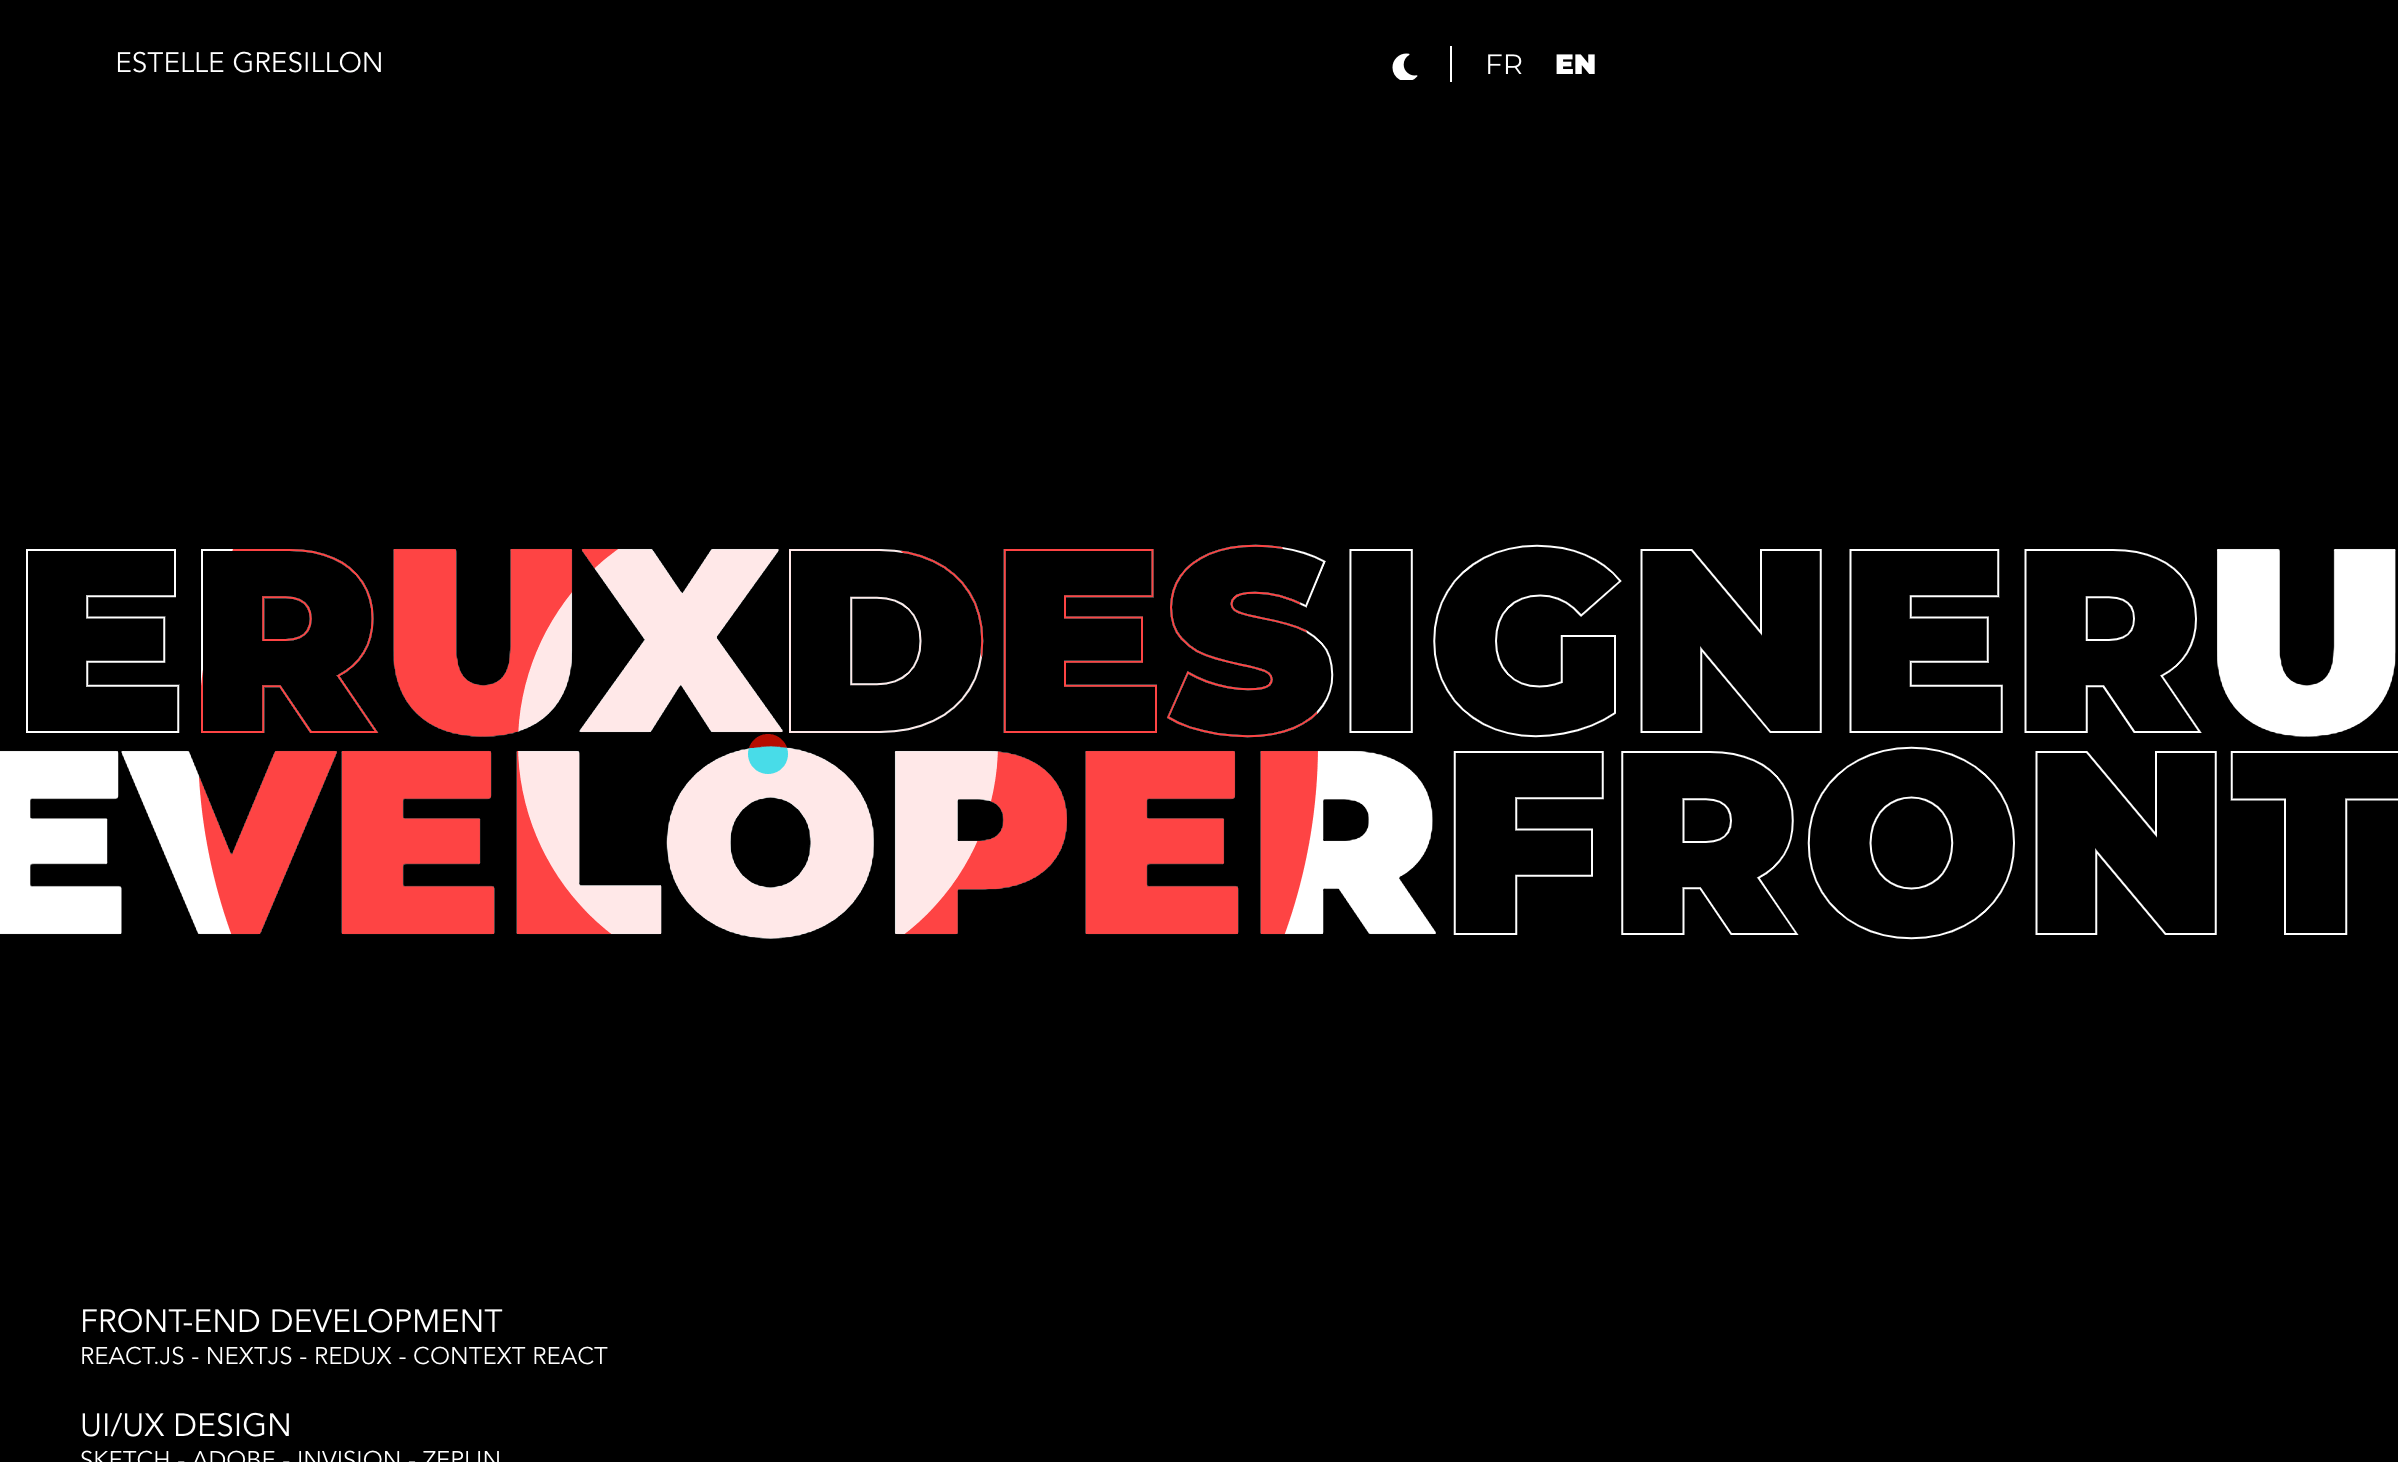 ESTELLE GRESILLON
FR EN
ERUXDESIGNERU
EVELOPERFRONT
FRONT-END DEVELOPMENT
REACT.JS - NEXTJS - REDUX - CONTEXT REACT
UI/UX DESIGN
SKETCH - ADOBE - INVISION - ZEPLIN